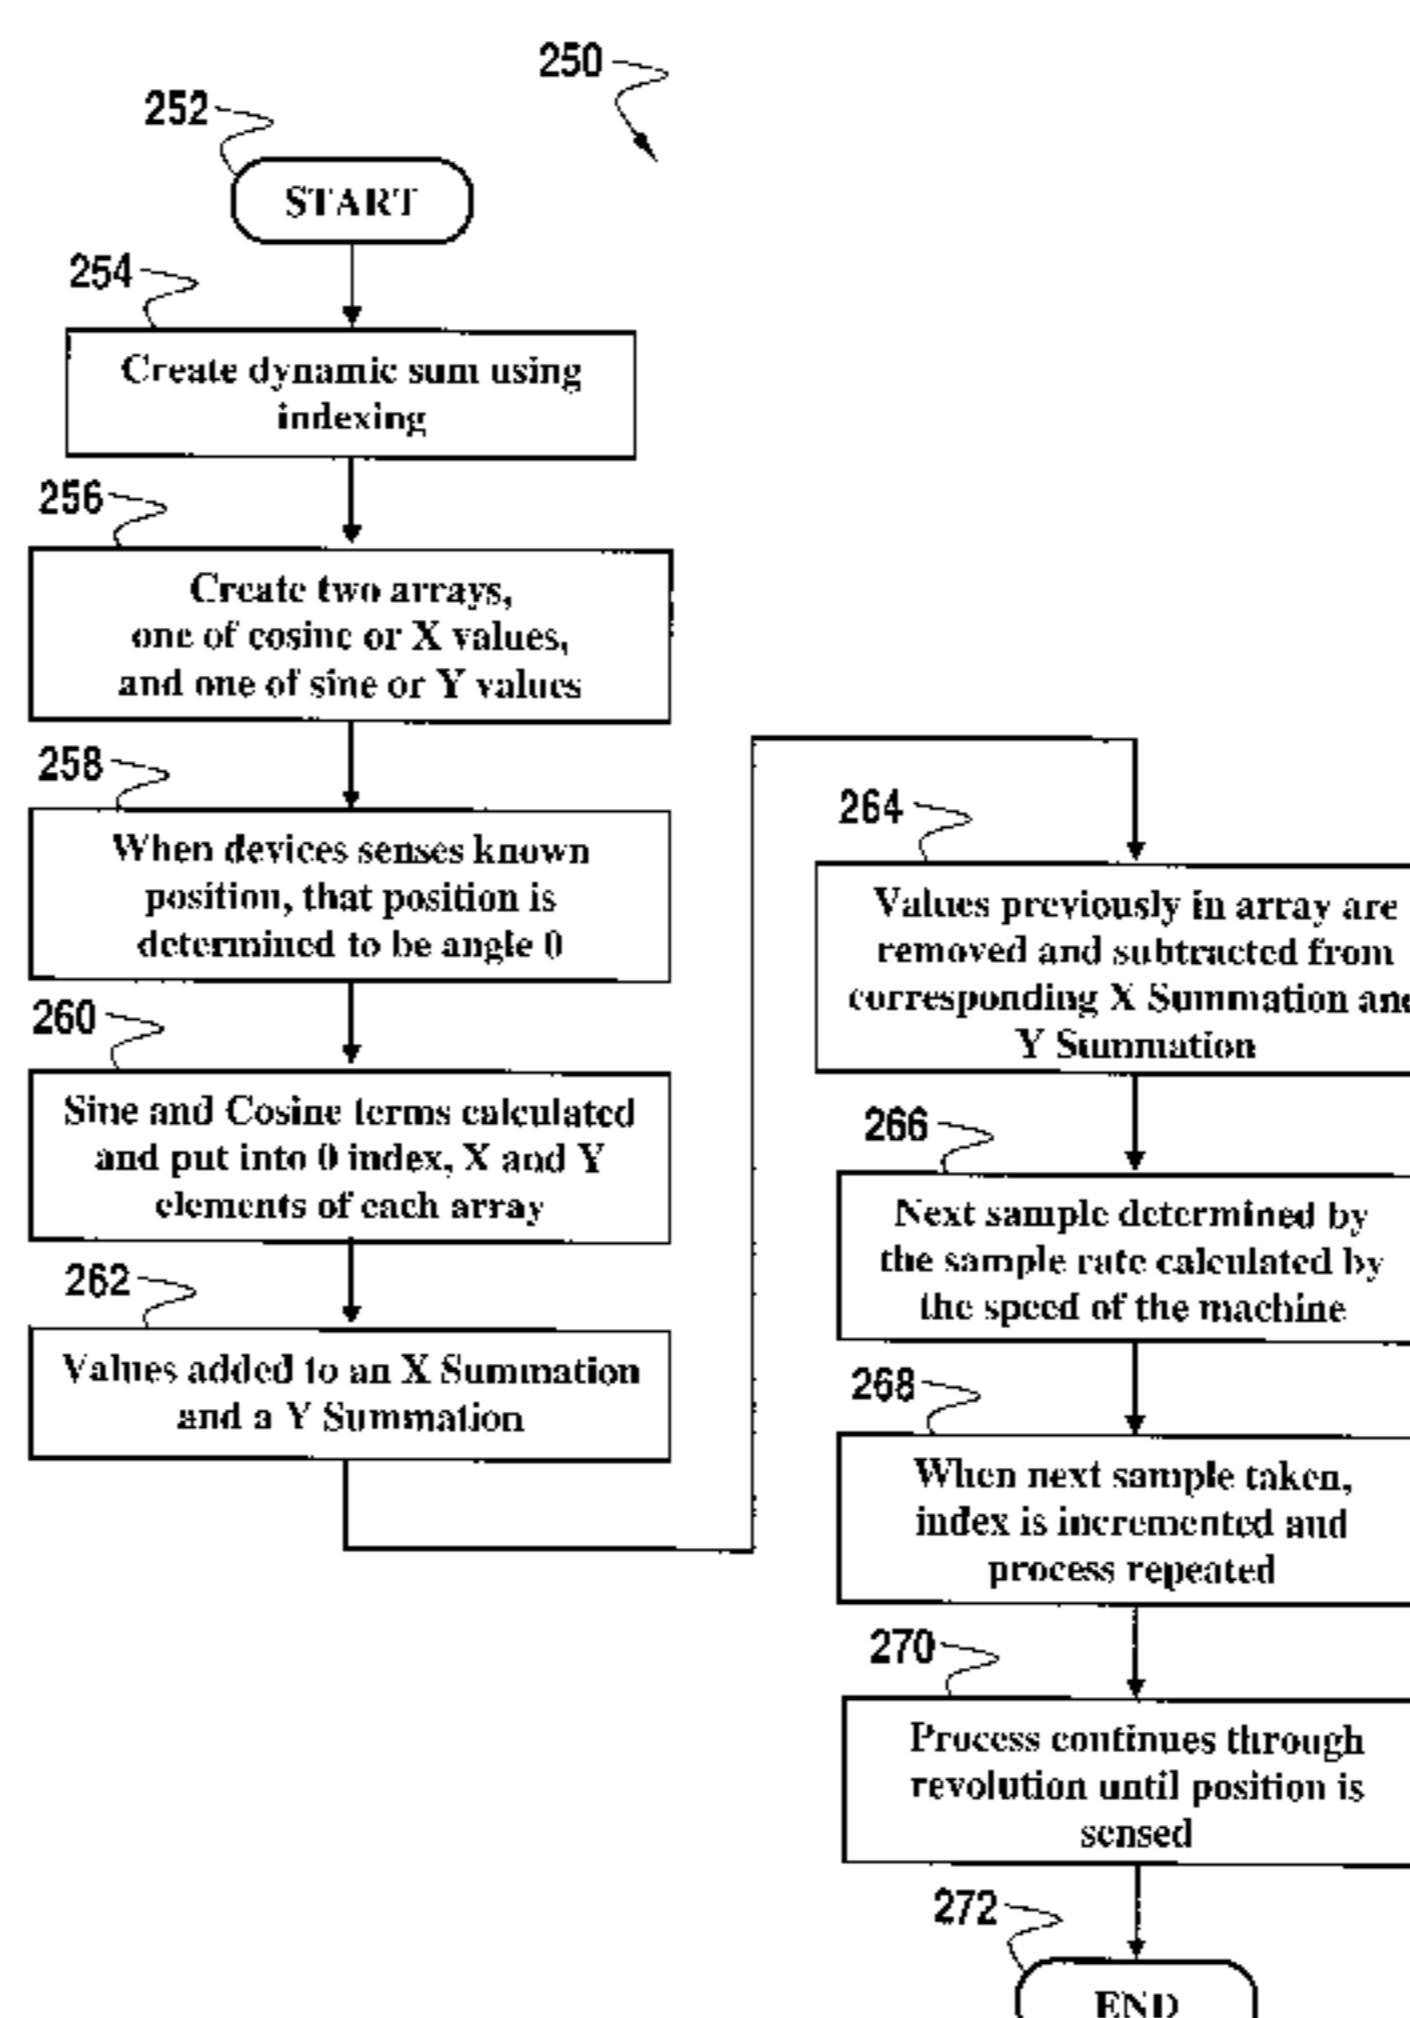 250
252
START
254
Create dynamic sum using
indexing
256
Create two arrays,
one of cosine or X values,
and one of sine or Y values
258
When devices senses known
position, that position is
determined to be angle 0
260
Sine and Cosine terms calculated
and put into 0 index, X and Y
elements of each array
262
Values added to an X Summation
and a Y Summation
264
Values previously in array are
removed and subtracted from
corresponding X Summation and
Y Summation
266
Next sample determined by
the sample rate calculated by
the speed of the machine
268
When next sample taken,
index is incremented and
process repeated
270
Process continues through
revolution until position is
sensed
272
END